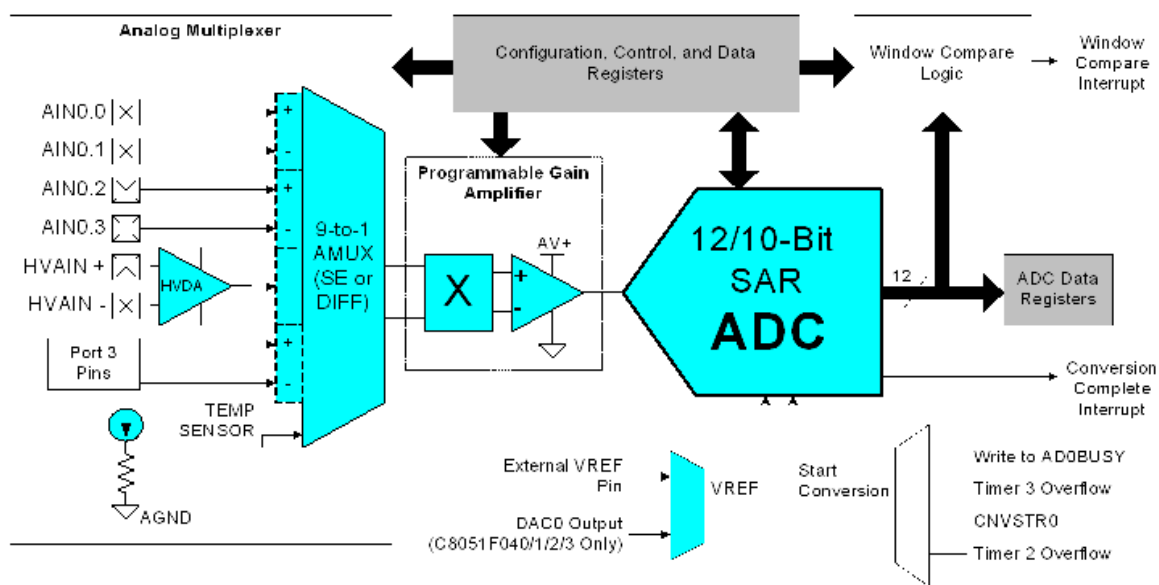 Analog Multiplexer
Configuration, Control, and Data
Registers
Window Compare
Logic
Window
Compare
Interrupt
AIN0.0
AIN0.1
AIN0.2
AIN0.3
HVAIN +
HVAIN -
HVDA
Port 3
Pins
+
-
+
-
+
-
9-to-1
AMUX
(SE or
DIFF)
TEMP
SENSOR
AGND
Programmable Gain
Amplifier
X
+
-
AV+
12/10-Bit
SAR
ADC
12
ADC Data
Registers
Conversion
Complete
Interrupt
External VREF
Pin
DAC0 Output
(C8051F040/1/2/3 Only)
VREF
Start
Conversion
Write to AD0BUSY
Timer 3 Overflow
CNVSTR0
Timer 2 Overflow